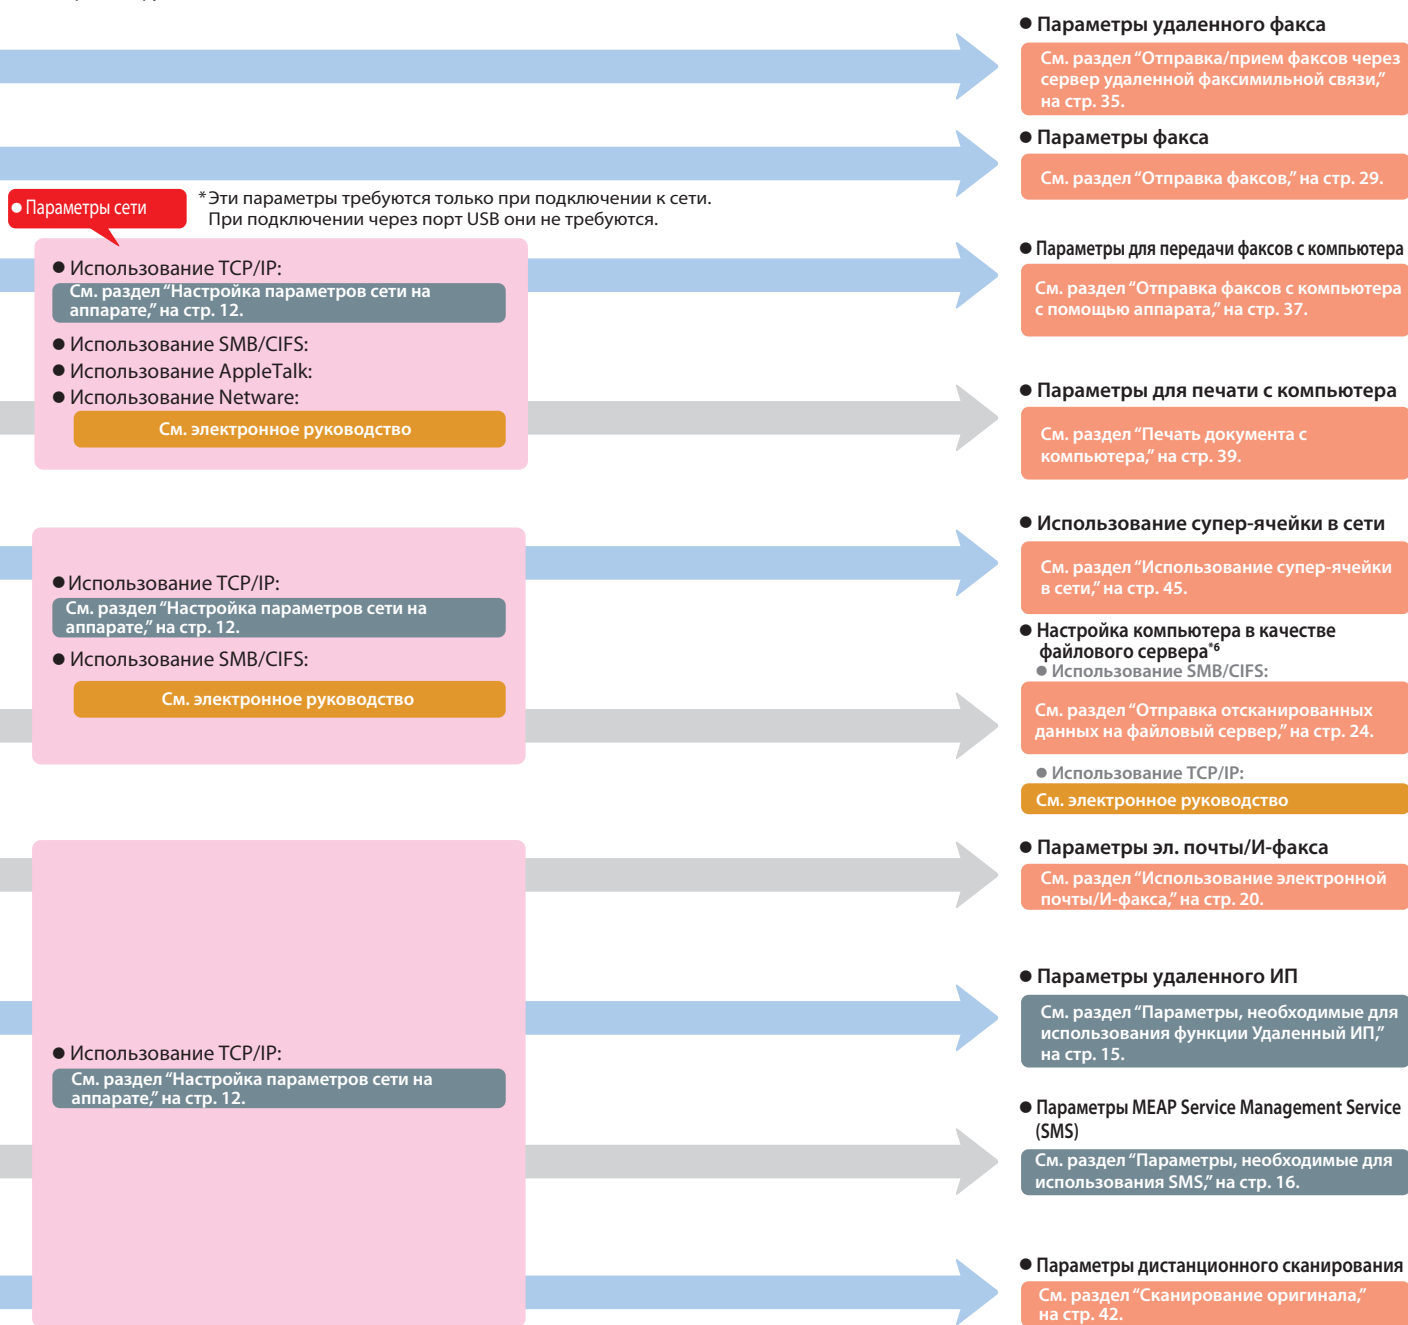 ● Параметры удаленного факса
См. раздел “Отправка/прием факсов через
сервер удаленной факсимильной связи,”
на стр. 35.
● Параметры факса
См. раздел “Отправка факсов,” на стр. 29.
● Параметры сети
* Эти параметры требуются только при подключении к сети.
При подключении через порт USB они не требуются.
● Использование TCP/IP:
См. раздел “Настройка параметров сети на
аппарате,” на стр. 12.
● Использование SMB/CIFS:
● Использование AppleTalk:
● Использование Netware:
См. электронное руководство
● Параметры для передачи факсов с компьютера
См. раздел “Отправка факсов с компьютера
с помощью аппарата,” на стр. 37.
● Параметры для печати с компьютера
См. раздел “Печать документа с
компьютера,” на стр. 39.
● Использование TCP/IP:
См. раздел “Настройка параметров сети на
аппарате,” на стр. 12.
● Использование SMB/CIFS:
См. электронное руководство
● Использование супер-ячейки в сети
См. раздел “Использование супер-ячейки
в сети,” на стр. 45.
● Настройка компьютера в качестве
файлового сервера*6
● Использование SMB/CIFS:
См. раздел “Отправка отсканированных
данных на файловый сервер,” на стр. 24.
● Использование TCP/IP:
См. электронное руководство
● Использование TCP/IP:
См. раздел “Настройка параметров сети на
аппарате,” на стр. 12.
● Параметры эл. почты/И-факса
См. раздел “Использование электронной
почты/И-факса,” на стр. 20.
● Параметры удаленного ИП
См. раздел “Параметры, необходимые для
использования функции Удаленный ИП,”
на стр. 15.
● Параметры MEAP Service Management Service
(SMS)
См. раздел “Параметры, необходимые для
использования SMS,” на стр. 16.
● Параметры дистанционного сканирования
См. раздел “Сканирование оригинала,”
на стр. 42.